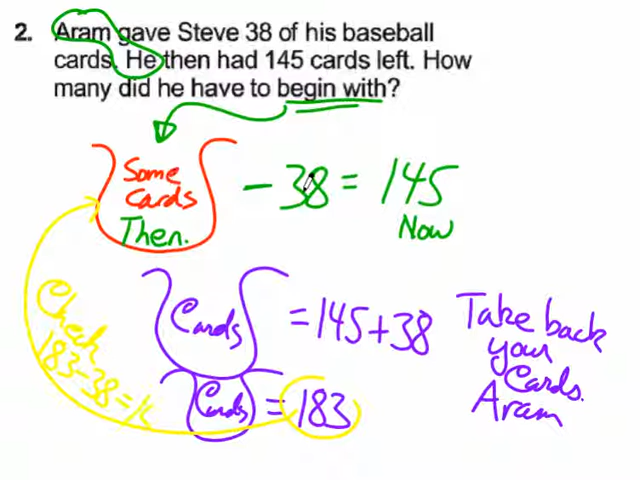 2. Aram gave Steve 38 of his baseball
cards. He then had 145 cards left. How
many did he have to begin with?
Some
Cards
Then.
- 38 = 145
Now
Cards = 145 + 38
Cards = 183
Take back
your
Cards.
Aram
Check
183-38=